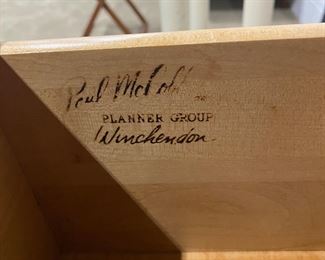 Paul McCobb
PLANNER GROUP
Winchendon